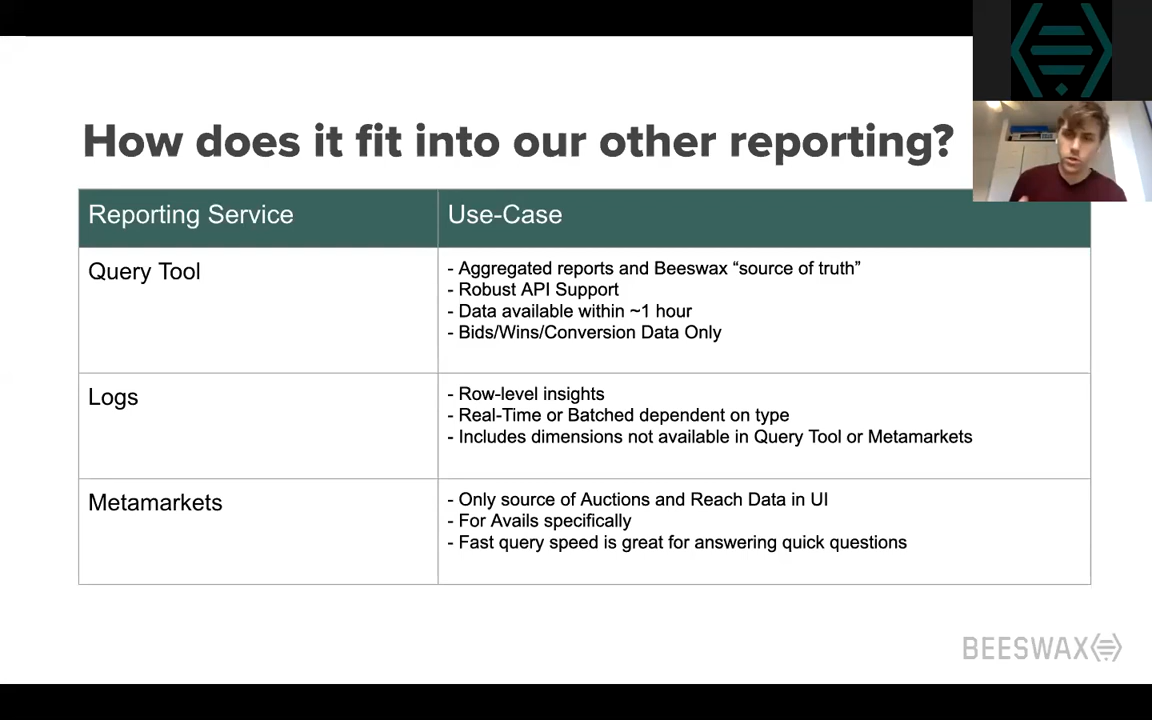 How does it fit into our other reporting?
Reporting Service
Use-Case
Query Tool
- Aggregated reports and Beeswax “source of truth”
- Robust API Support
- Data available within ~1 hour
- Bids/Wins/Conversion Data Only
Logs
- Row-level insights
- Real-Time or Batched dependent on type
- Includes dimensions not available in Query Tool or Metamarkets
Metamarkets
- Only source of Auctions and Reach Data in UI
- For Avails specifically
- Fast query speed is great for answering quick questions
BEESWAX